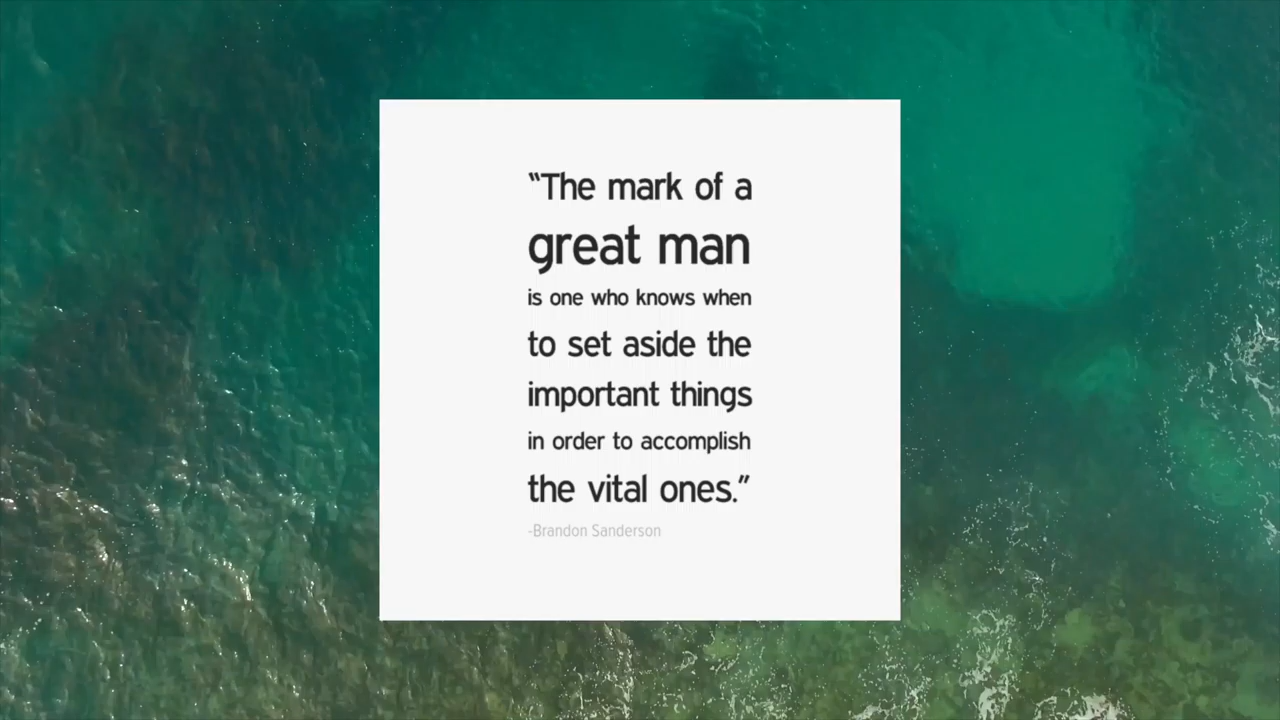 “The mark of a
great man
is one who knows when
to set aside the
important things
in order to accomplish
the vital ones.”
-Brandon Sanderson